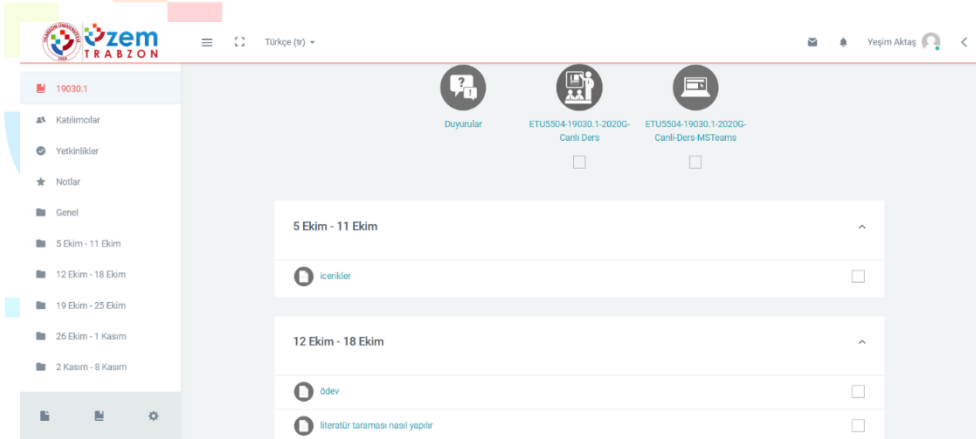 üzem
TRABZON
Türkçe (tr)
Yeşim Aktaş
19030.1
Katılımcılar
Yetkinlikler
Notlar
Genel
5 Ekim - 11 Ekim
12 Ekim - 18 Ekim
19 Ekim - 25 Ekim
26 Ekim - 1 Kasım
2 Kasım - 8 Kasım
Duyurular
ETU5504-19030.1-2020G-
Canlı Ders
ETU5504-19030.1-2020G-
Canli-Ders-MSTeams
5 Ekim - 11 Ekim
icerikler
12 Ekim - 18 Ekim
ödev
literatür taraması nasıl yapılır